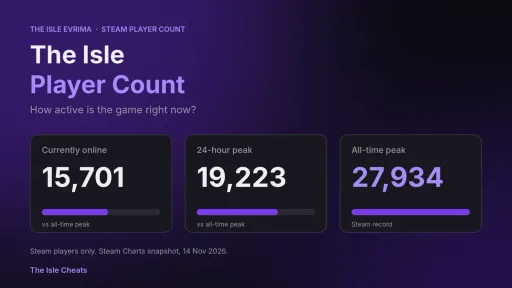 THE ISLE EVRIMA · STEAM PLAYER COUNT
The Isle
Player Count
How active is the game right now?
Currently online
15,701
vs all-time peak
24-hour peak
19,223
vs all-time peak
All-time peak
27,934
Steam record
Steam players only. Steam Charts snapshot, 14 Nov 2026.
The Isle Cheats